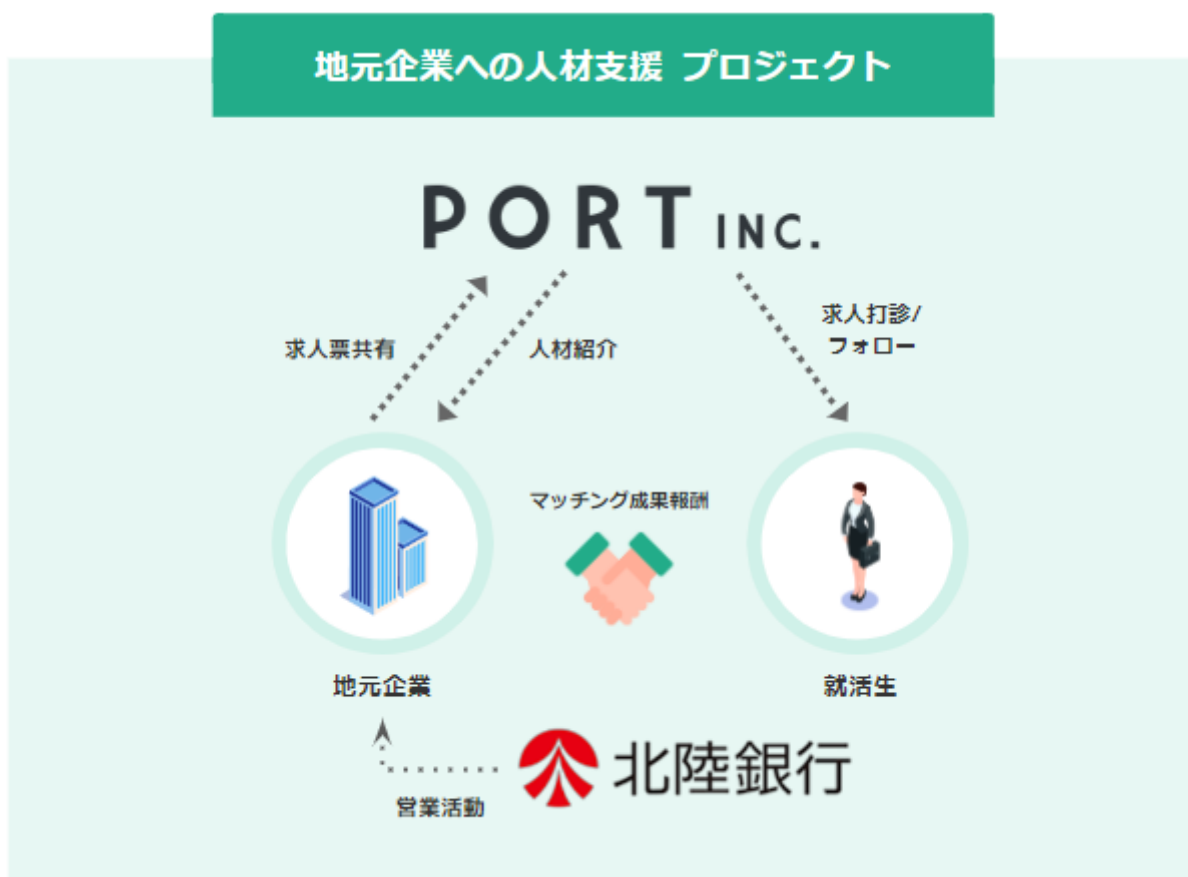 地元企業への人材支援 プロジェクト
PORT INC.
求人票共有
人材紹介
求人打診/
フォロー
マッチング成果報酬
地元企業
就活生
北陸銀行
営業活動